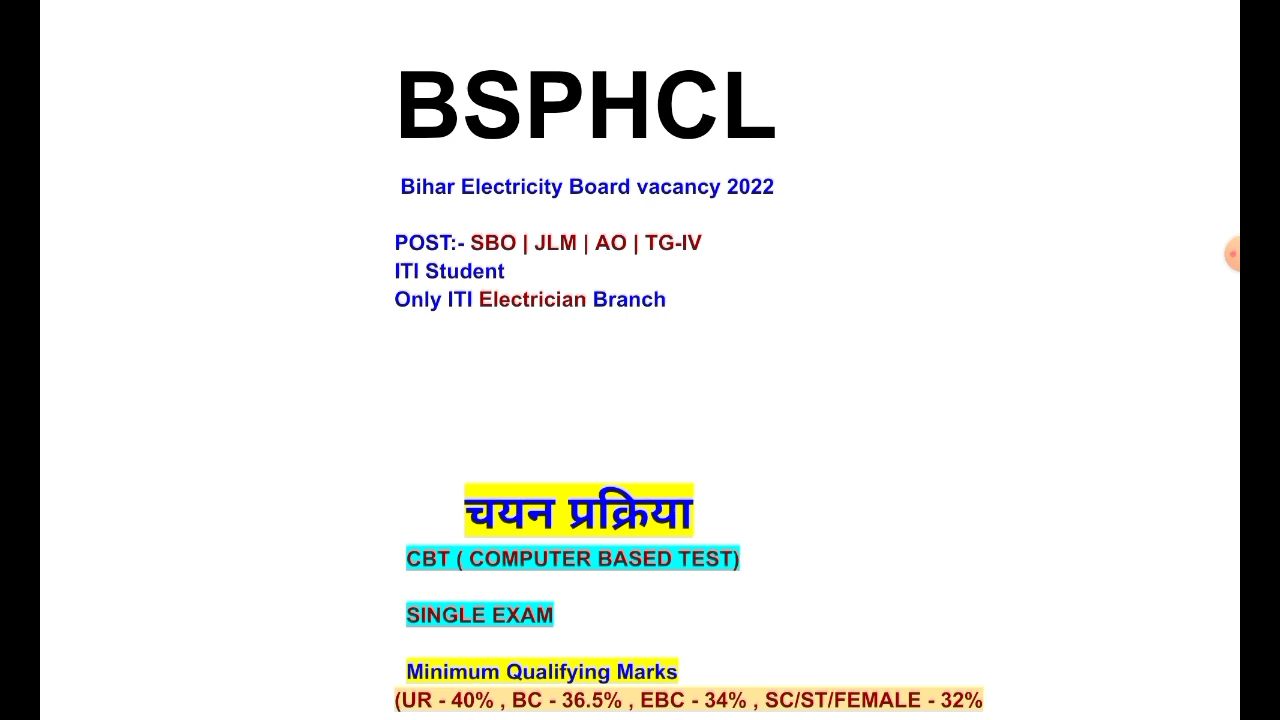 BSPHCL
Bihar Electricity Board vacancy 2022
POST:- SBO | JLM | AO | TG-IV
ITI Student
Only ITI Electrician Branch
चयन प्रक्रिया
CBT ( COMPUTER BASED TEST)
SINGLE EXAM
Minimum Qualifying Marks
(UR - 40% , BC - 36.5% , EBC - 34% , SC/ST/FEMALE - 32%